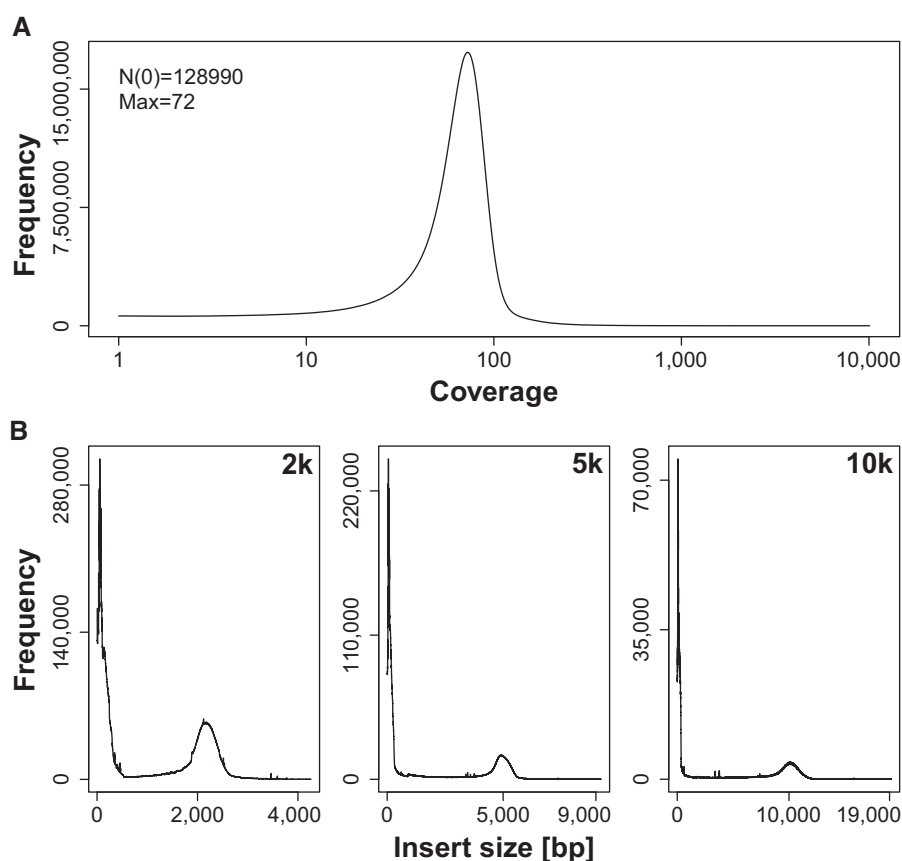 A
N(0)=128990
Max=72
Frequency
0
7,500,000
15,000,000
1
10
100
1,000
10,000
Coverage
B
2k
5k
10k
Frequency
0
140,000
280,000
0
2,000
4,000
0
110,000
220,000
0
5,000
9,000
0
35,000
70,000
0
10,000
19,000
Insert size [bp]